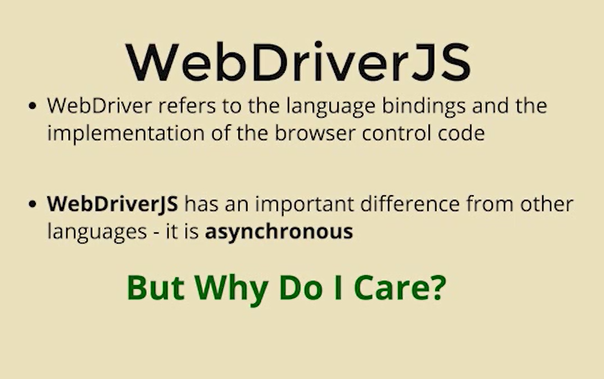 WebDriverJS
• WebDriver refers to the language bindings and the
implementation of the browser control code
• WebDriverJS has an important difference from other
languages - it is asynchronous
But Why Do I Care?